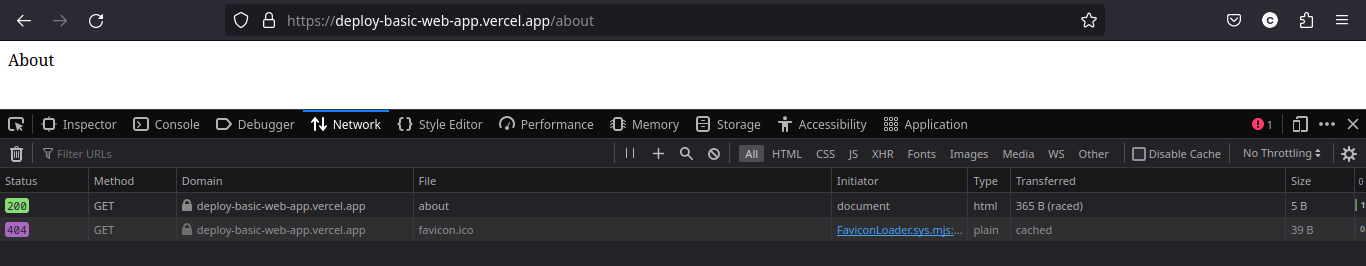 https://deploy-basic-web-app.vercel.app/about
C
About
Inspector Console Debugger Network Style Editor Performance Memory Storage Accessibility Application 1
Filter URLs All HTML CSS JS XHR Fonts Images Media WS Other Disable Cache No Throttling
Status Method Domain File Initiator Type Transferred Size 0
200 GET deploy-basic-web-app.vercel.app about document html 365 B (raced) 5 B 1
404 GET deploy-basic-web-app.vercel.app favicon.ico FaviconLoader.sys.mjs:... plain cached 39 B 0